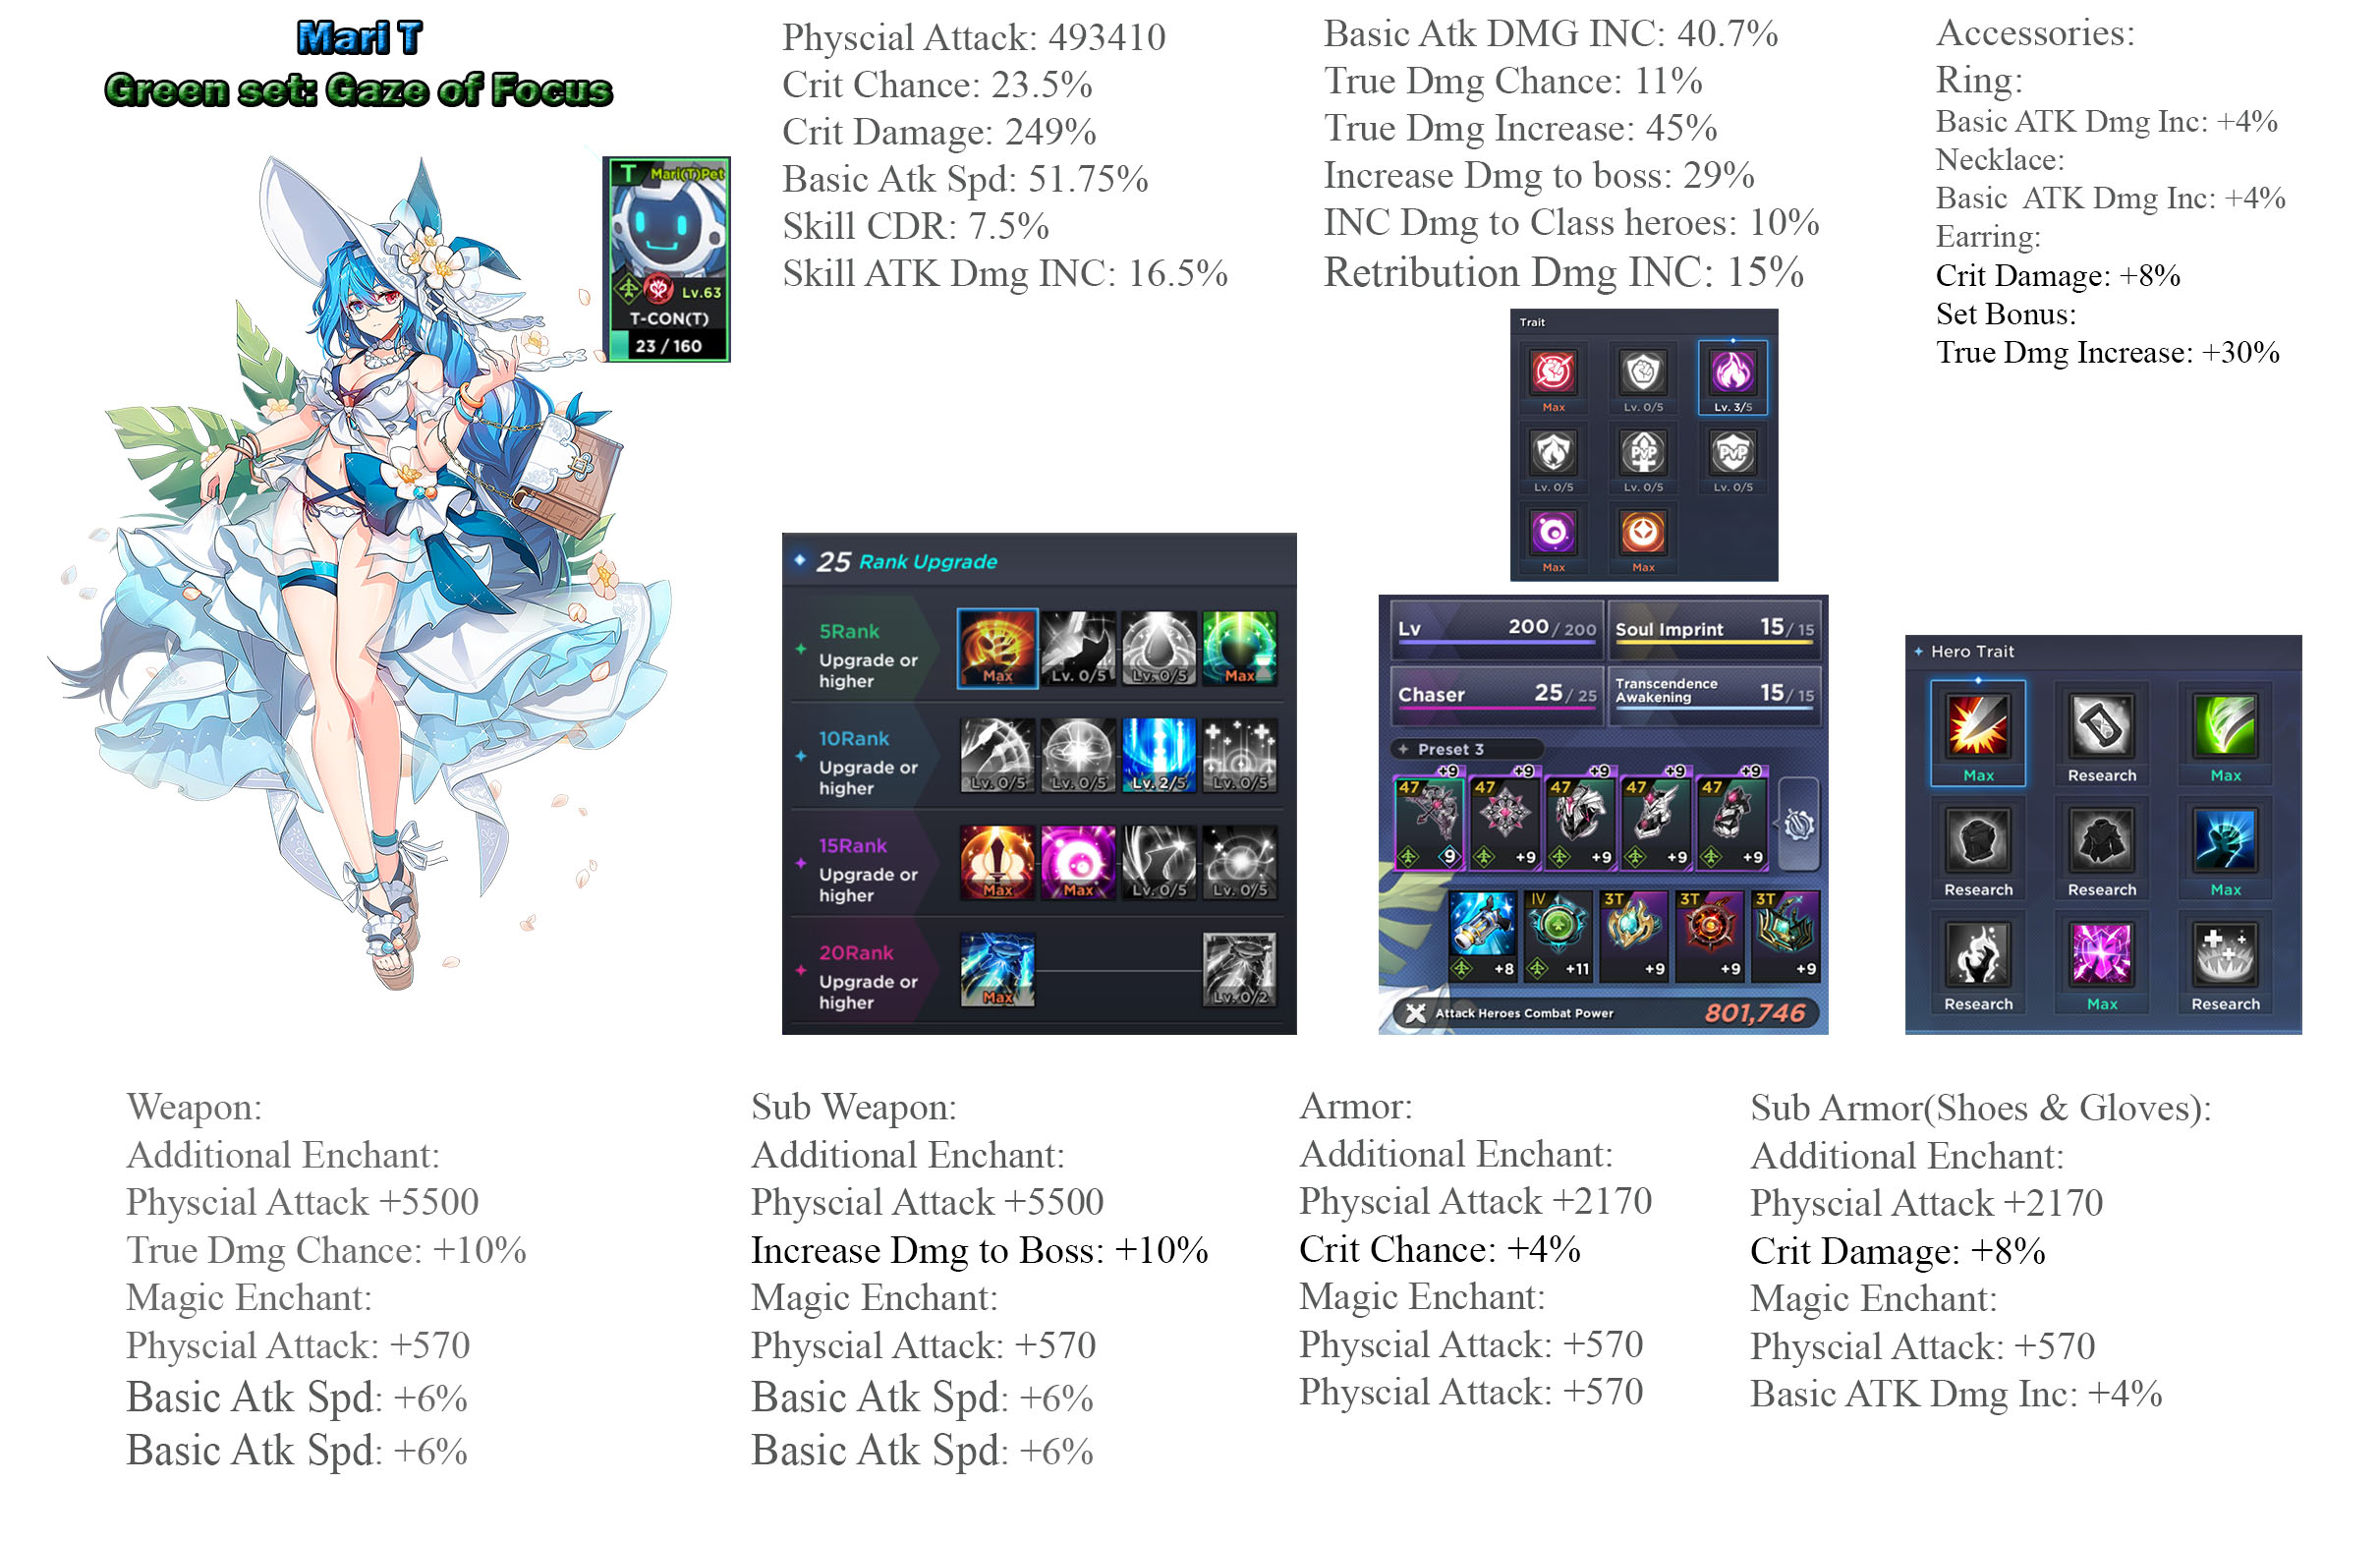 Mari T
Green set: Gaze of Focus
T Mari(T)Pet
Lv.63
T-CON(T)
23 / 160
Physcial Attack: 493410
Crit Chance: 23.5%
Crit Damage: 249%
Basic Atk Spd: 51.75%
Skill CDR: 7.5%
Skill ATK Dmg INC: 16.5%
Basic Atk DMG INC: 40.7%
True Dmg Chance: 11%
True Dmg Increase: 45%
Increase Dmg to boss: 29%
INC Dmg to Class heroes: 10%
Retribution Dmg INC: 15%
Accessories:
Ring:
Basic ATK Dmg Inc: +4%
Necklace:
Basic  ATK Dmg Inc: +4%
Earring:
Crit Damage: +8%
Set Bonus:
True Dmg Increase: +30%
Trait
Max Lv. 0/5 Lv. 3/5
Lv. 0/5 PVP Lv. 0/5 PVP Lv. 0/5
Max Max
25 Rank Upgrade
5Rank
Upgrade or
higher
Max Lv. 0/5 Lv. 0/5 Max
10Rank
Upgrade or
higher
Lv. 0/5 Lv. 0/5 Lv. 2/5 Lv. 0/5
15Rank
Upgrade or
higher
Max Max Lv. 0/5 Lv. 0/5
20Rank
Upgrade or
higher
Max Lv. 0/2
Lv 200 / 200 Soul Imprint 15 / 15
Chaser 25 / 25 Transcendence
Awakening 15 / 15
Preset 3
+9 +9 +9 +9 +9
47 47 47 47 47
9 +9 +9 +9 +9
IV 3T 3T 3T
+8 +11 +9 +9 +9
Attack Heroes Combat Power 801,746
Hero Trait
Max Research Max
Research Research Max
Research Max Research
Weapon:
Additional Enchant:
Physcial Attack +5500
True Dmg Chance: +10%
Magic Enchant:
Physcial Attack: +570
Basic Atk Spd: +6%
Basic Atk Spd: +6%
Sub Weapon:
Additional Enchant:
Physcial Attack +5500
Increase Dmg to Boss: +10%
Magic Enchant:
Physcial Attack: +570
Basic Atk Spd: +6%
Basic Atk Spd: +6%
Armor:
Additional Enchant:
Physcial Attack +2170
Crit Chance: +4%
Magic Enchant:
Physcial Attack: +570
Physcial Attack: +570
Sub Armor(Shoes & Gloves):
Additional Enchant:
Physcial Attack +2170
Crit Damage: +8%
Magic Enchant:
Physcial Attack: +570
Basic ATK Dmg Inc: +4%